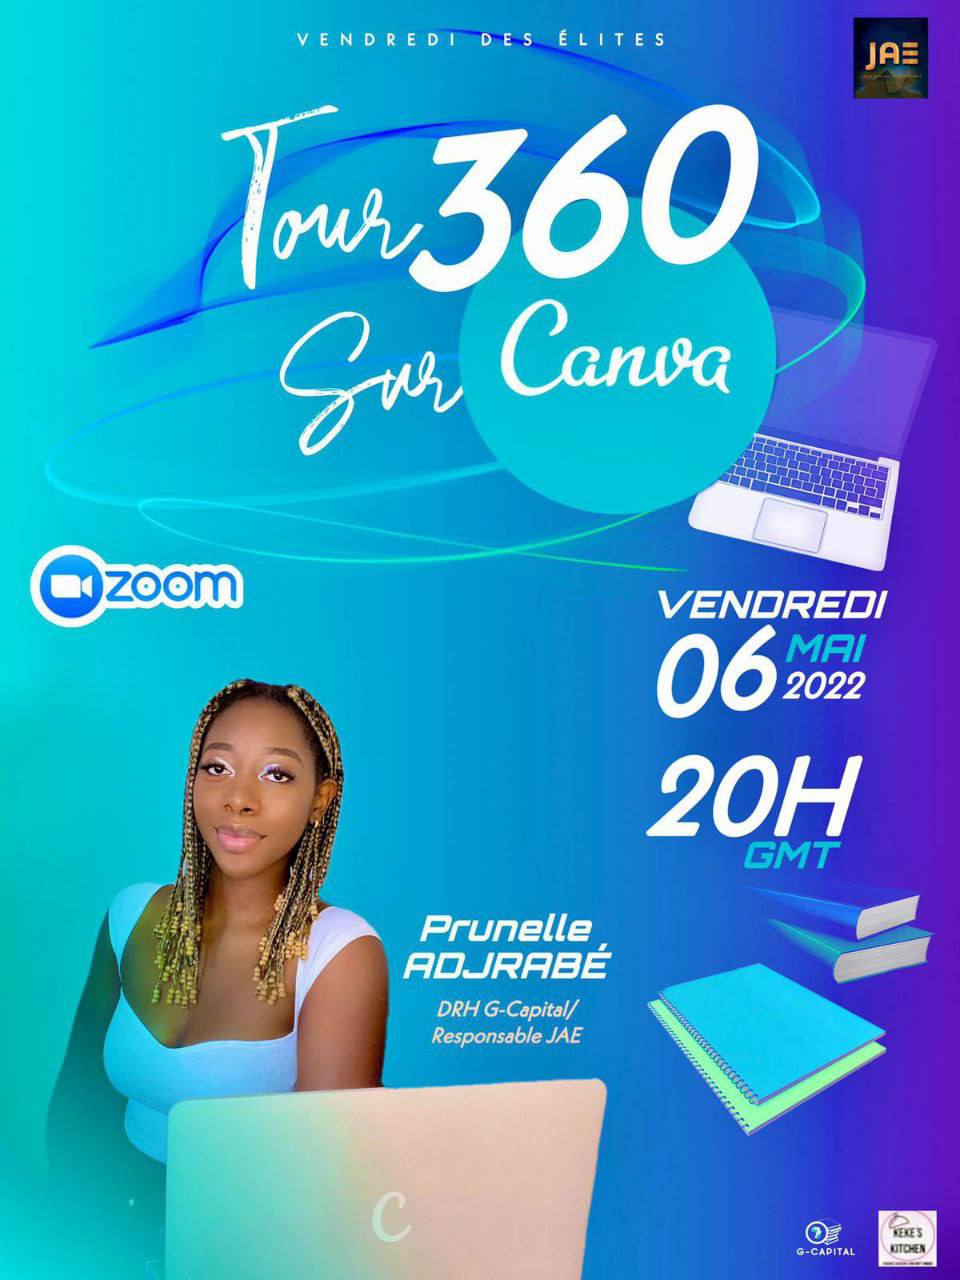 VENDREDI DES ÉLITES
JAE
Tour 360
Sur Canva
zoom
VENDREDI
06 MAI
2022
20H
GMT
Prunelle
ADJRABÉ
DRH G-Capital/
Responsable JAE
C
G-CAPITAL
KEKE'S
KITCHEN